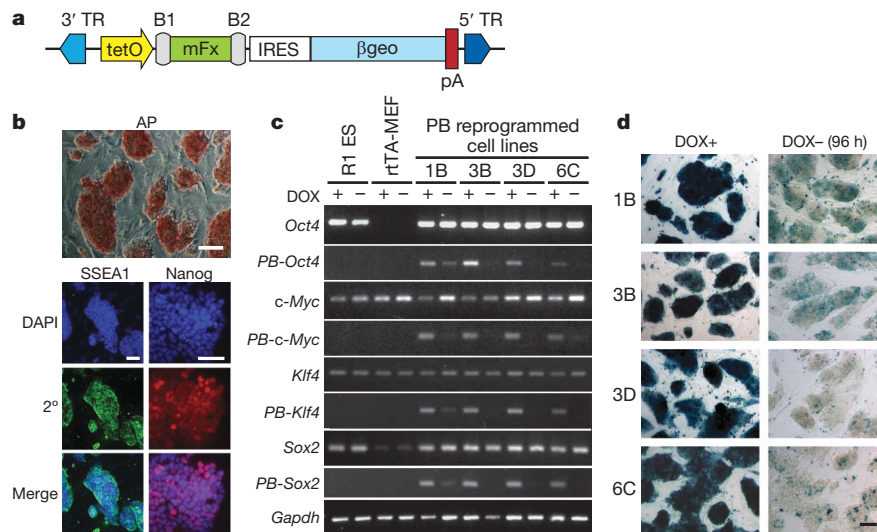 a
3′ TR B1 B2 5′ TR
tetO mFx IRES βgeo
pA
b
AP
SSEA1 Nanog
DAPI
2º
Merge
c
R1 ES rtTA-MEF PB reprogrammed cell lines
1B 3B 3D 6C
DOX + − + − + − + − + − + −
Oct4
PB-Oct4
c-Myc
PB-c-Myc
Klf4
PB-Klf4
Sox2
PB-Sox2
Gapdh
d
DOX+ DOX− (96 h)
1B
3B
3D
6C